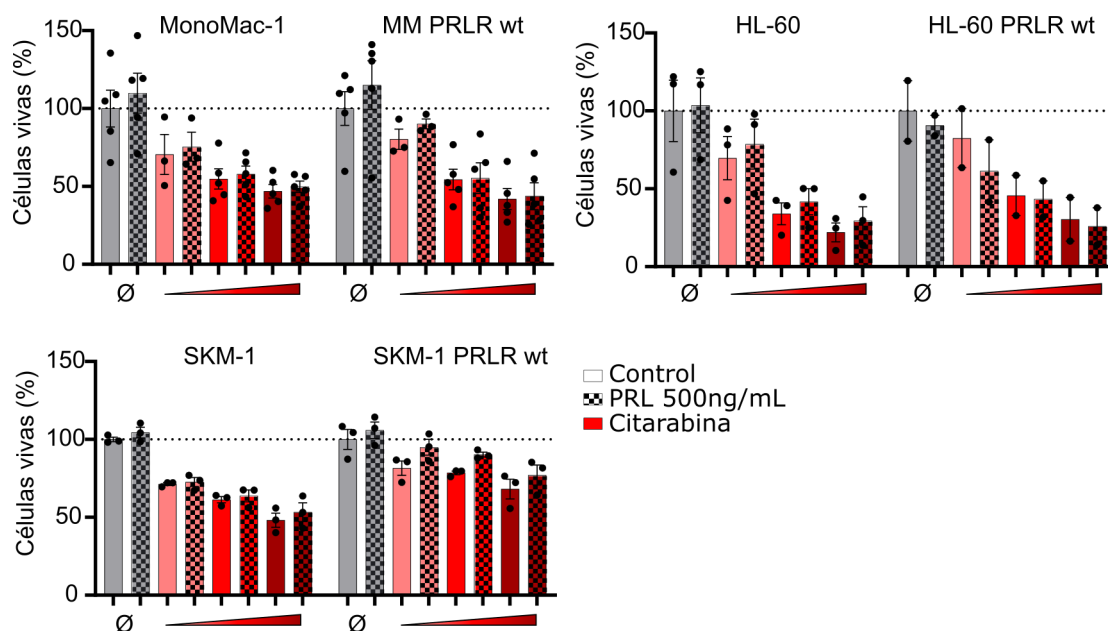 MonoMac-1 MM PRLR wt
Células vivas (%)
150
100
50
0
Ø Ø
HL-60 HL-60 PRLR wt
Células vivas (%)
150
100
50
0
Ø Ø
SKM-1 SKM-1 PRLR wt
Células vivas (%)
150
100
50
0
Ø Ø
Control
PRL 500ng/mL
Citarabina